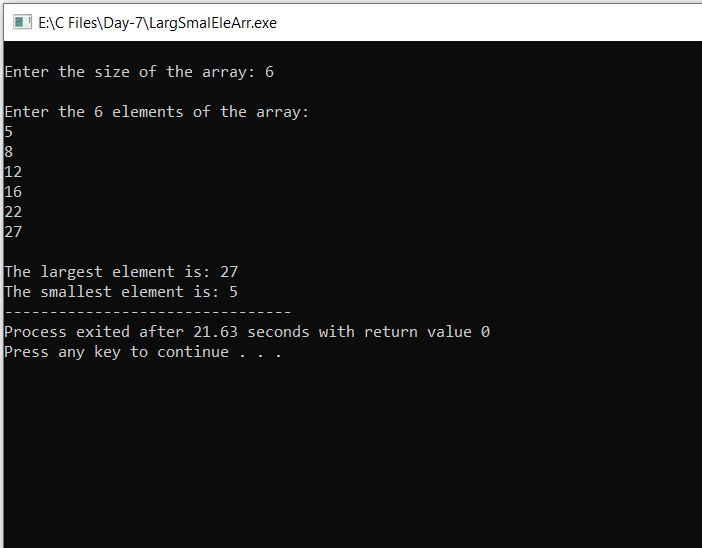 E:\C Files\Day-7\LargSmalEleArr.exe
Enter the size of the array: 6
Enter the 6 elements of the array:
5
8
12
16
22
27
The largest element is: 27
The smallest element is: 5
--------------------------------
Process exited after 21.63 seconds with return value 0
Press any key to continue . . .